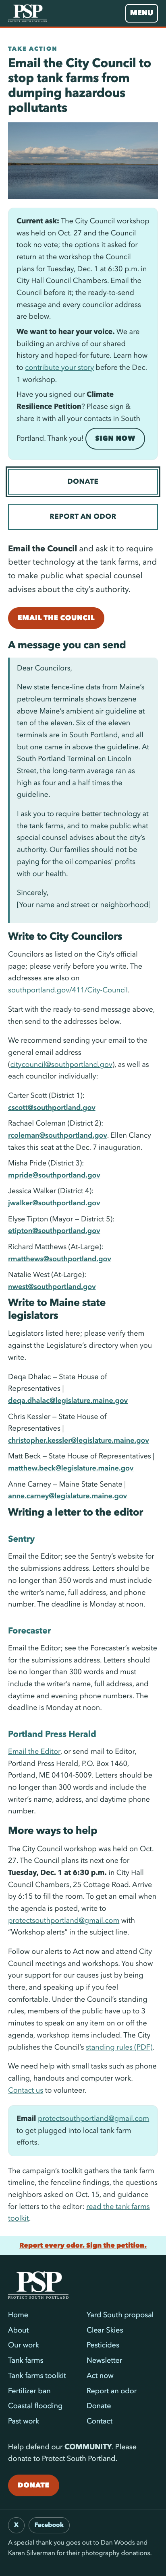 PSP
PROTECT SOUTH PORTLAND
MENU
TAKE ACTION
Email the City Council to
stop tank farms from
dumping hazardous
pollutants
Current ask: The City Council workshop
was held on Oct. 27 and the Council
took no vote; the options it asked for
return at the workshop the Council
plans for Tuesday, Dec. 1 at 6:30 p.m. in
City Hall Council Chambers. Email the
Council before it; the ready-to-send
message and every councilor address
are below.
We want to hear your voice. We are
building an archive of our shared
history and hoped-for future. Learn how
to contribute your story before the Dec.
1 workshop.
Have you signed our Climate
Resilience Petition? Please sign &
share it with all your contacts in South
Portland. Thank you! SIGN NOW
DONATE
REPORT AN ODOR
Email the Council and ask it to require
better technology at the tank farms, and
to make public what special counsel
advises about the city’s authority.
EMAIL THE COUNCIL
A message you can send
Dear Councilors,
New state fence-line data from Maine’s
petroleum terminals shows benzene
above Maine’s ambient air guideline at
ten of the eleven. Six of the eleven
terminals are in South Portland, and all
but one came in above the guideline. At
South Portland Terminal on Lincoln
Street, the long-term average ran as
high as four and a half times the
guideline.
I ask you to require better technology at
the tank farms, and to make public what
special counsel advises about the city’s
authority. Our families should not be
paying for the oil companies’ profits
with our health.
Sincerely,
[Your name and street or neighborhood]
Write to City Councilors
Councilors as listed on the City’s official
page; please verify before you write. The
addresses are also on
southportland.gov/411/City-Council.
Start with the ready-to-send message above,
then send to the addresses below.
We recommend sending your email to the
general email address
(citycouncil@southportland.gov), as well as
each councilor individually:
Carter Scott (District 1):
cscott@southportland.gov
Rachael Coleman (District 2):
rcoleman@southportland.gov. Ellen Clancy
takes this seat at the Dec. 7 inauguration.
Misha Pride (District 3):
mpride@southportland.gov
Jessica Walker (District 4):
jwalker@southportland.gov
Elyse Tipton (Mayor – District 5):
etipton@southportland.gov
Richard Matthews (At-Large):
rmatthews@southportland.gov
Natalie West (At-Large):
nwest@southportland.gov
Write to Maine state
legislators
Legislators listed here; please verify them
against the Legislature’s directory when you
write.
Deqa Dhalac – State House of
Representatives |
deqa.dhalac@legislature.maine.gov
Chris Kessler – State House of
Representatives |
christopher.kessler@legislature.maine.gov
Matt Beck – State House of Representatives |
matthew.beck@legislature.maine.gov
Anne Carney – Maine State Senate |
anne.carney@legislature.maine.gov
Writing a letter to the editor
Sentry
Email the Editor; see the Sentry’s website for
the submissions address. Letters should be
no longer than 350 words and must include
the writer’s name, full address, and phone
number. The deadline is Monday at noon.
Forecaster
Email the Editor; see the Forecaster’s website
for the submissions address. Letters should
be no more than 300 words and must
include the writer’s name, full address, and
daytime and evening phone numbers. The
deadline is Monday at noon.
Portland Press Herald
Email the Editor, or send mail to Editor,
Portland Press Herald, P.O. Box 1460,
Portland, ME 04104-5009. Letters should be
no longer than 300 words and include the
writer’s name, address, and daytime phone
number.
More ways to help
The City Council workshop was held on Oct.
27. The Council plans its next one for
Tuesday, Dec. 1 at 6:30 p.m. in City Hall
Council Chambers, 25 Cottage Road. Arrive
by 6:15 to fill the room. To get an email when
the agenda is posted, write to
protectsouthportland@gmail.com with
“Workshop alerts” in the subject line.
Follow our alerts to Act now and attend City
Council meetings and workshops. You show
your support for our causes just by being
there, and speaking up if you feel
comfortable. Under the Council’s standing
rules, members of the public have up to 3
minutes to speak on any item on or off the
agenda, workshop items included. The City
publishes the Council’s standing rules (PDF).
We need help with small tasks such as phone
calling, handouts and community work.
Contact us to volunteer.
Email protectsouthportland@gmail.com
to get plugged into local tank farm
efforts.
The campaign’s toolkit gathers the tank farm
timeline, the fenceline findings, the questions
neighbors asked on Oct. 15, and guidance
for letters to the editor: read the tank farms
toolkit.
Report every odor. Sign the petition.
PSP
PROTECT SOUTH PORTLAND
Home
About
Our work
Tank farms
Tank farms toolkit
Fertilizer ban
Coastal flooding
Past work
Yard South proposal
Clear Skies
Pesticides
Newsletter
Act now
Report an odor
Donate
Contact
Help defend our COMMUNITY. Please
donate to Protect South Portland.
DONATE
X
Facebook
A special thank you goes out to Dan Woods and
Karen Silverman for their photography donations.